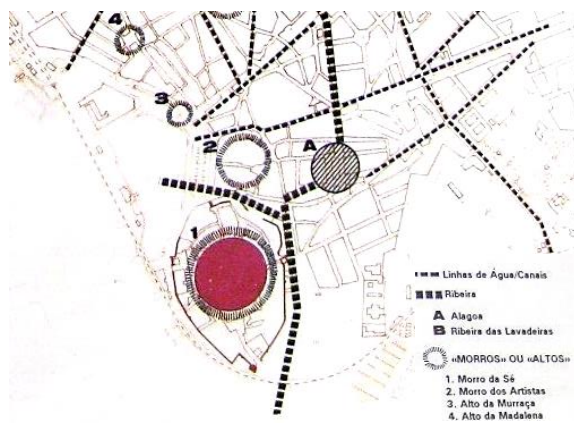 4
3
2
A
1
Linhas de Água/Canais
Ribeira
A Alagoa
B Ribeira das Lavadeiras
«MORROS» OU «ALTOS»
1. Morro da Sé
2. Morro dos Artistas
3. Alto da Murraça
4. Alto da Madalena